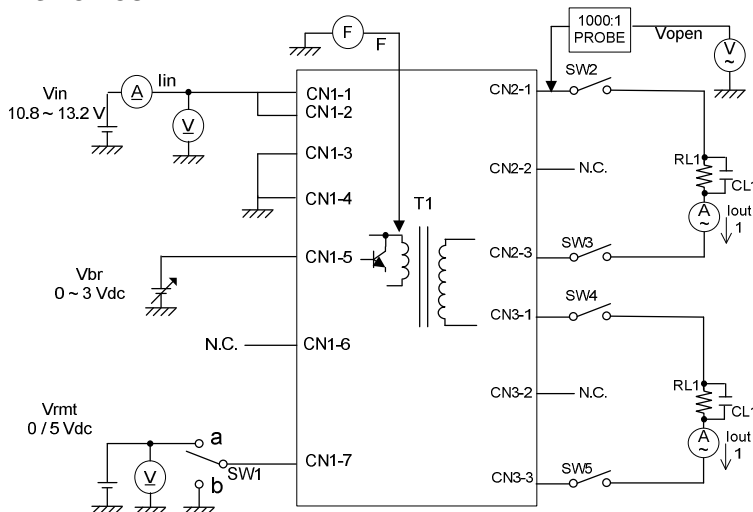 1000:1
PROBE
F
F
Vopen
V
~
Iin
A
Vin
10.8 ~ 13.2 V
V
CN1-1
CN1-2
CN1-3
CN1-4
CN1-5
CN1-6
CN1-7
CN2-1
SW2
CN2-2
N.C.
RL1
CL1
A
~
Iout
1
T1
CN2-3
SW3
Vbr
0 ~ 3 Vdc
SW4
CN3-1
N.C.
CN3-2
N.C.
RL1
CL1
A
~
Iout
1
Vrmt
0 / 5 Vdc
a
V
SW1
b
CN3-3
SW5